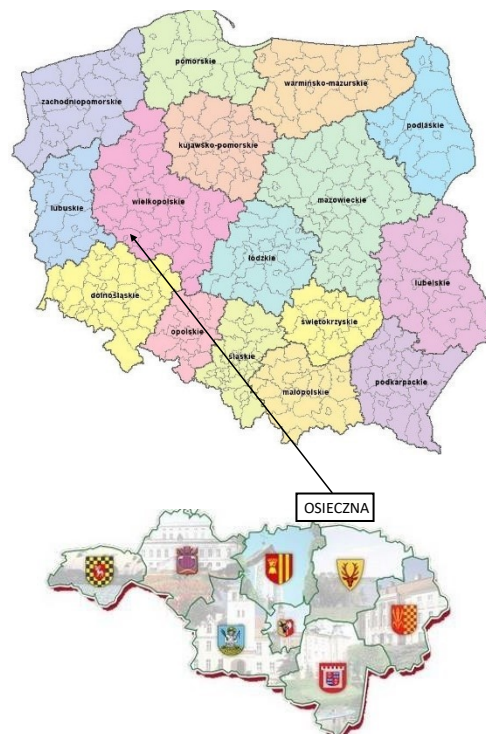 pomorskie
warmińsko-mazurskie
zachodniopomorskie
podlaskie
kujawsko-pomorskie
mazowieckie
wielkopolskie
lubuskie
łódzkie
lubelskie
dolnośląskie
świętokrzyskie
opolskie
śląskie
podkarpackie
małopolskie
OSIECZNA